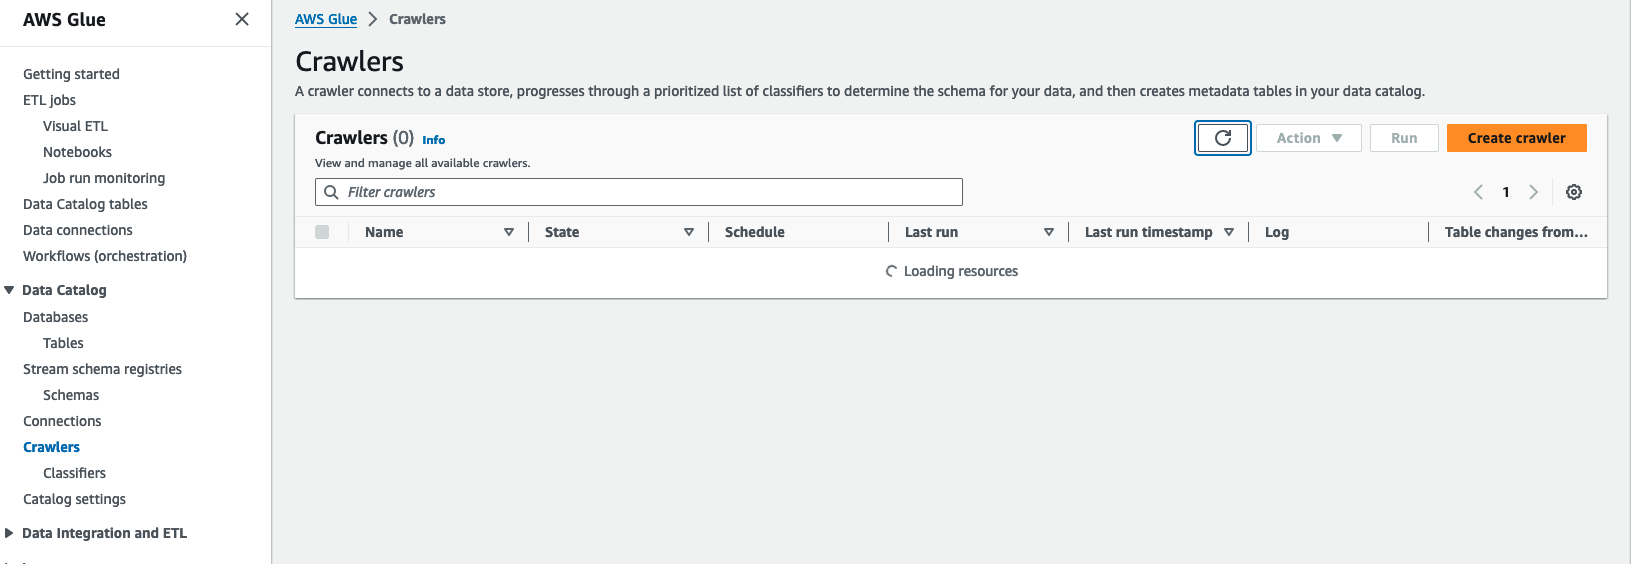 AWS Glue
Getting started
ETL jobs
Visual ETL
Notebooks
Job run monitoring
Data Catalog tables
Data connections
Workflows (orchestration)
Data Catalog
Databases
Tables
Stream schema registries
Schemas
Connections
Crawlers
Classifiers
Catalog settings
Data Integration and ETL
AWS Glue Crawlers
Crawlers
A crawler connects to a data store, progresses through a prioritized list of classifiers to determine the schema for your data, and then creates metadata tables in your data catalog.
Crawlers (0) Info
View and manage all available crawlers.
Action Run Create crawler
Filter crawlers
1
Name State Schedule Last run Last run timestamp Log Table changes from...
Loading resources